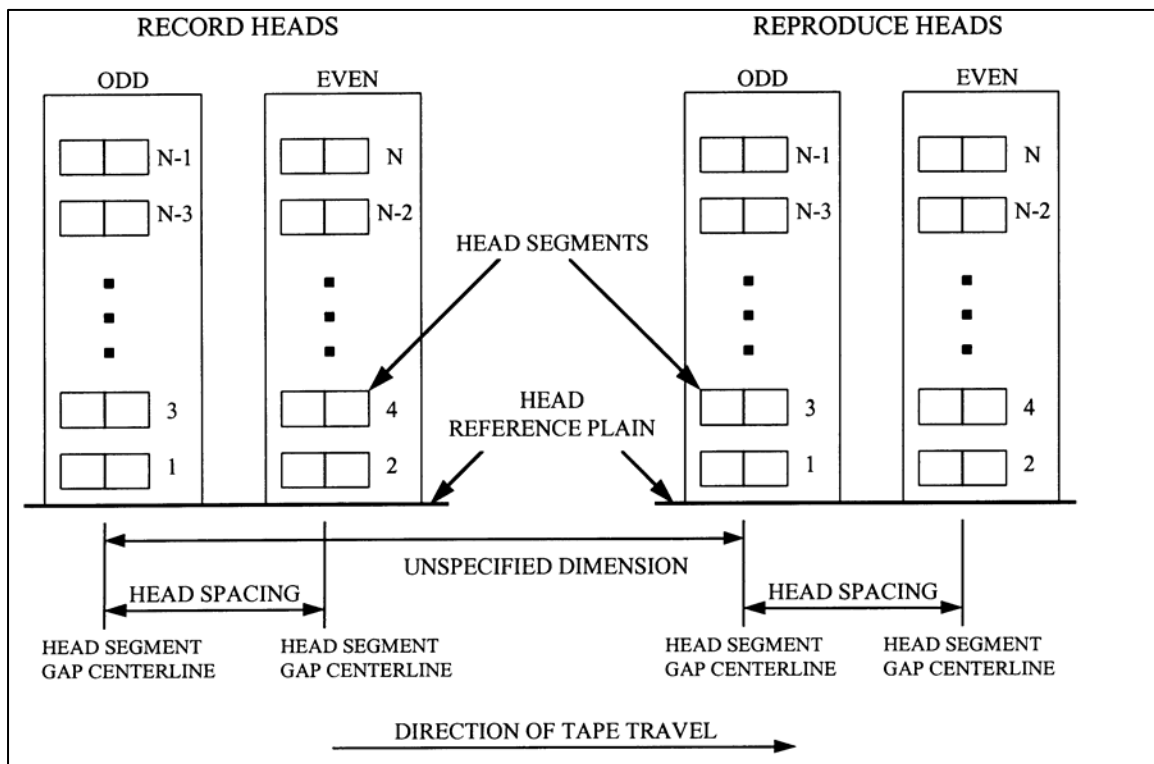 RECORD HEADS
REPRODUCE HEADS
ODD
EVEN
ODD
EVEN
N-1
N
N-1
N
N-3
N-2
N-3
N-2
HEAD SEGMENTS
3
4
HEAD
REFERENCE PLAIN
3
4
1
2
1
2
UNSPECIFIED DIMENSION
HEAD SPACING
HEAD SPACING
HEAD SEGMENT
GAP CENTERLINE
HEAD SEGMENT
GAP CENTERLINE
HEAD SEGMENT
GAP CENTERLINE
HEAD SEGMENT
GAP CENTERLINE
DIRECTION OF TAPE TRAVEL